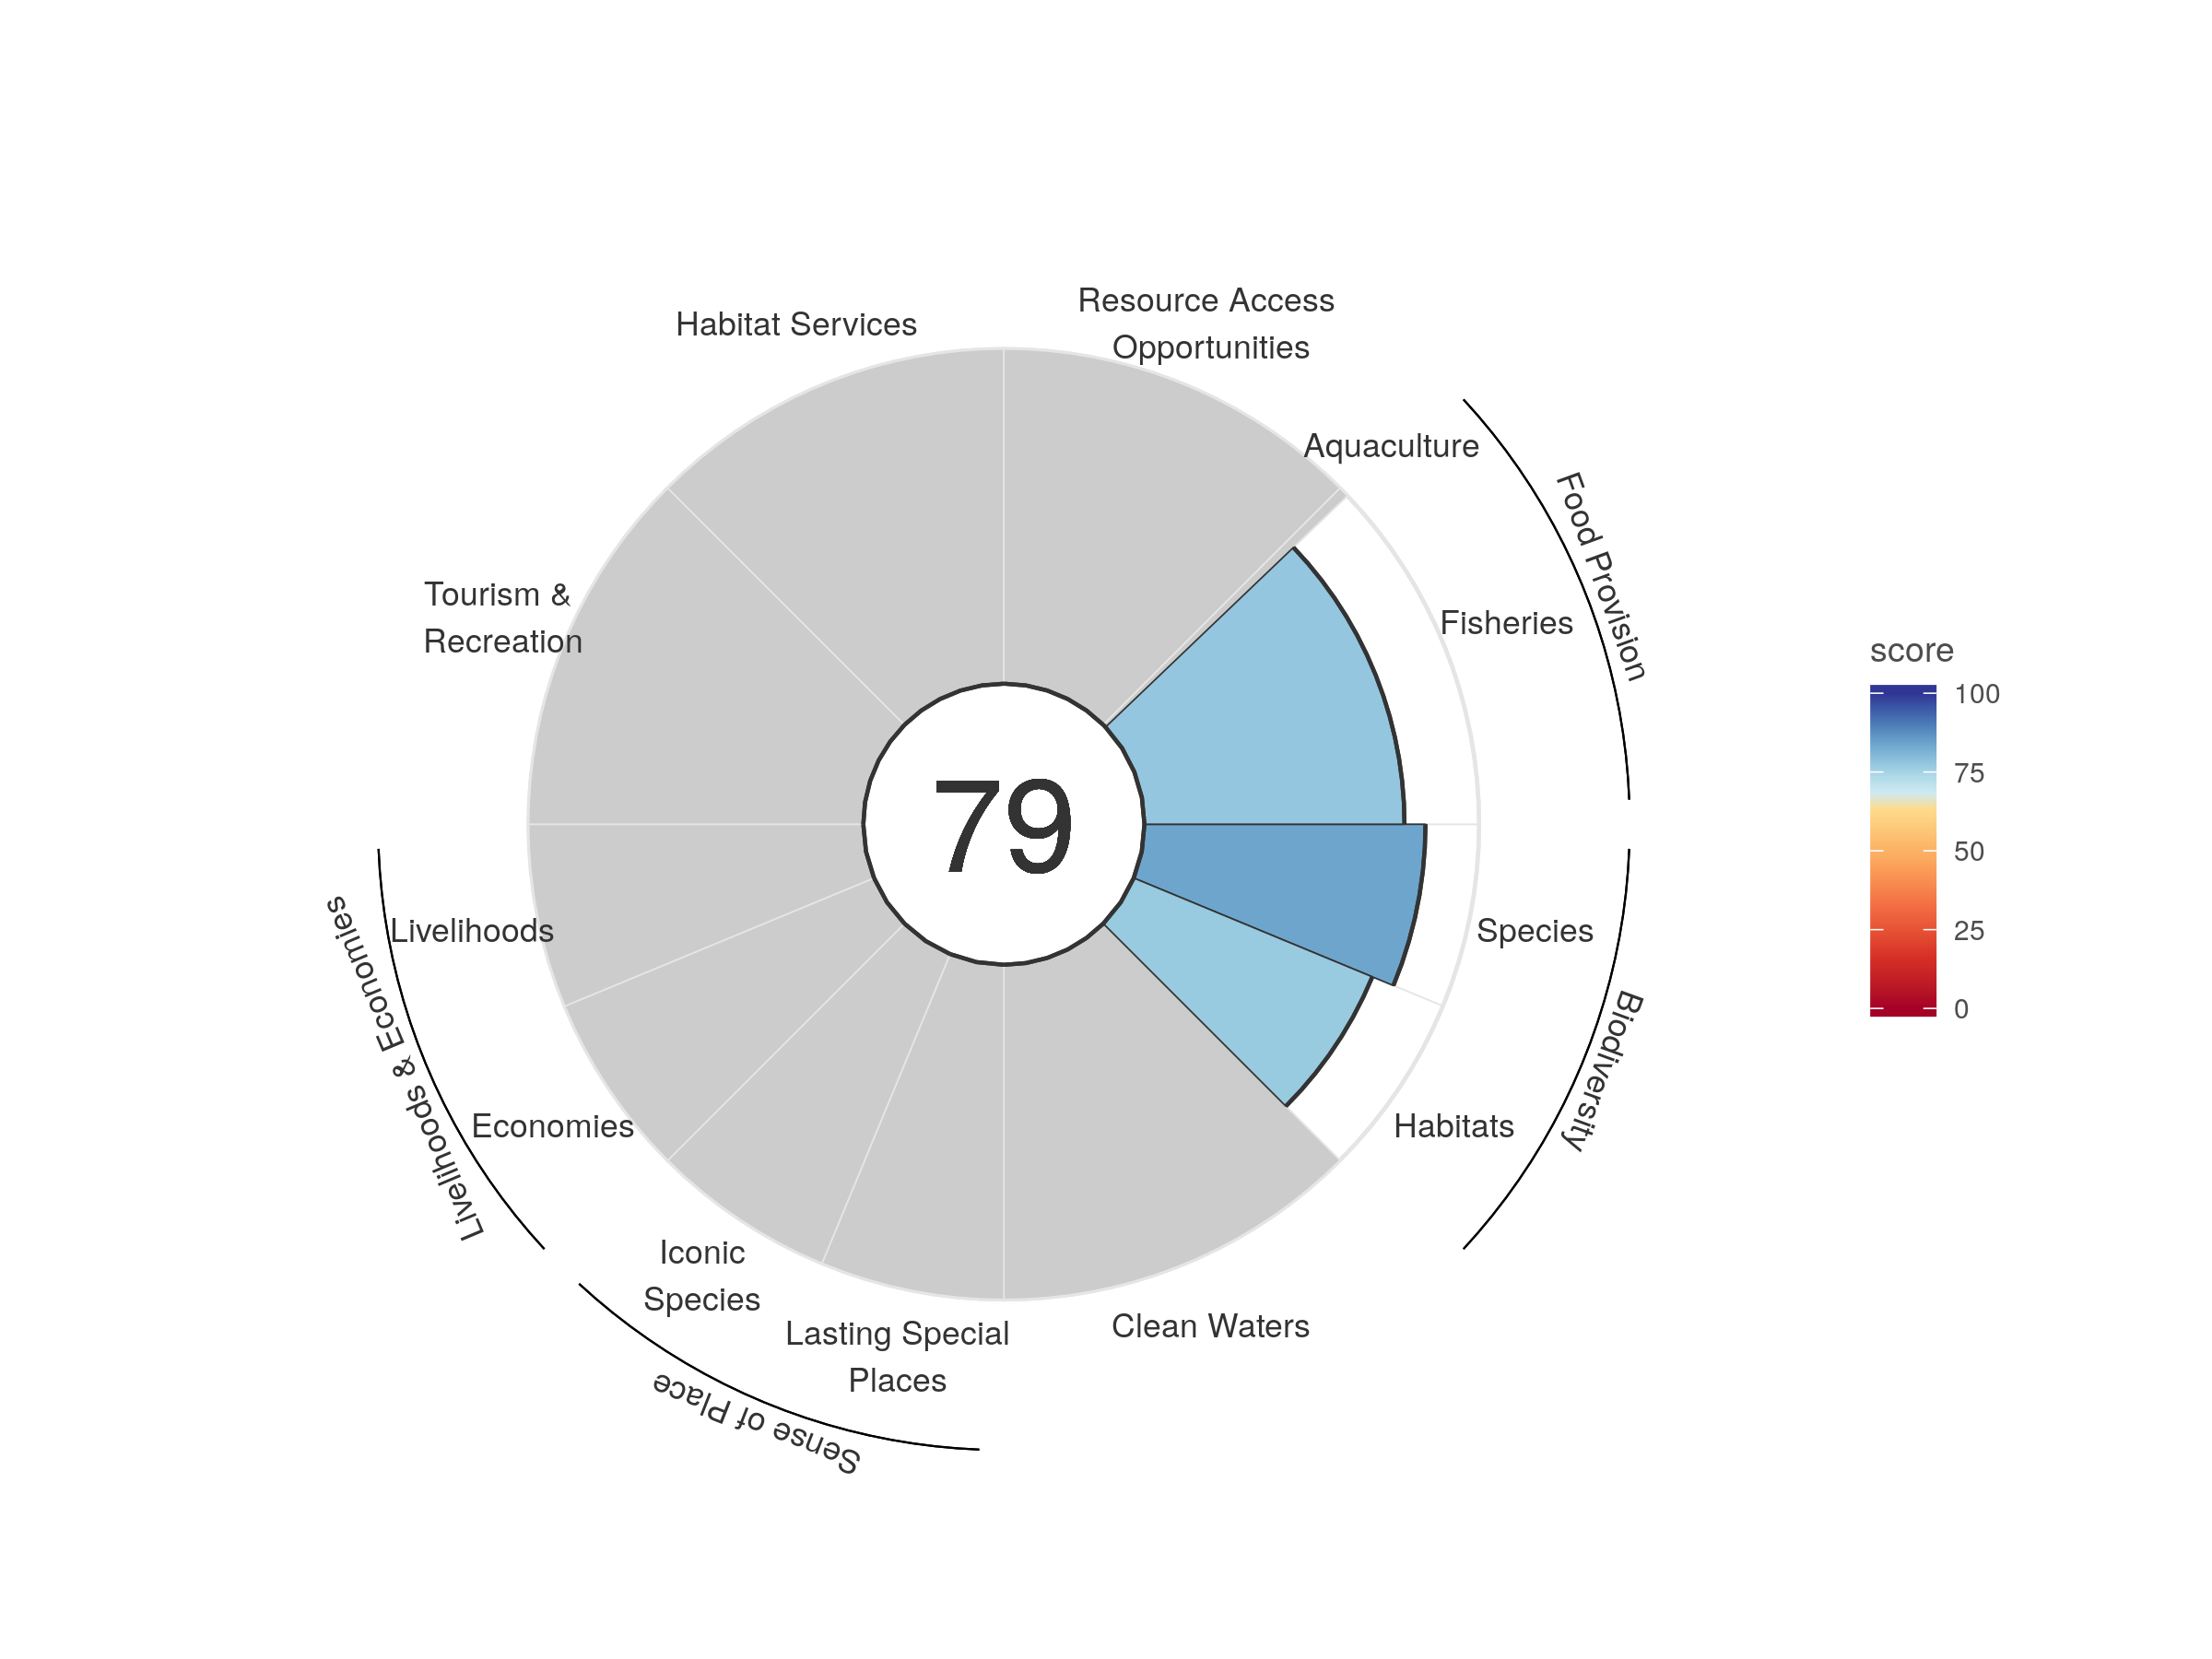 Resource Access
Opportunities
Habitat Services
Aquaculture
Food Provision
Fisheries
Tourism &
Recreation
score
100
75
50
25
0
79
Livelihoods
Species
Livelihoods & Economies
Biodiversity
Economies
Habitats
Iconic
Species
Lasting Special
Places
Clean Waters
Sense of Place